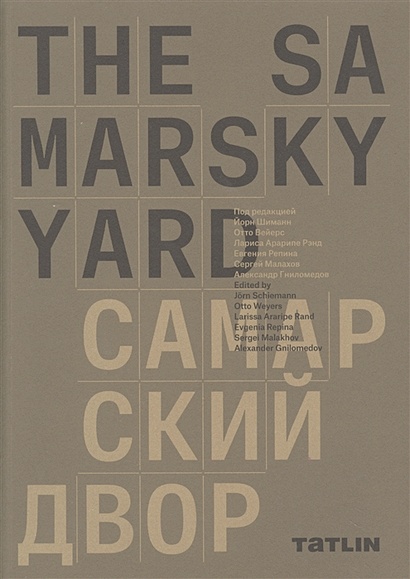 THE SA
MARSKY
YARD
Под редакцией
Йорн Шиманн
Отто Вейерс
Лариса Арарипе Рэнд
Евгения Репина
Сергей Малахов
Александр Гниломедов
Edited by
Jörn Schiemann
Otto Weyers
Larissa Araripe Rand
Evgenia Repina
Sergei Malakhov
Alexander Gnilomedov
САМАР
СКИЙ
ДВОР
TATLIN